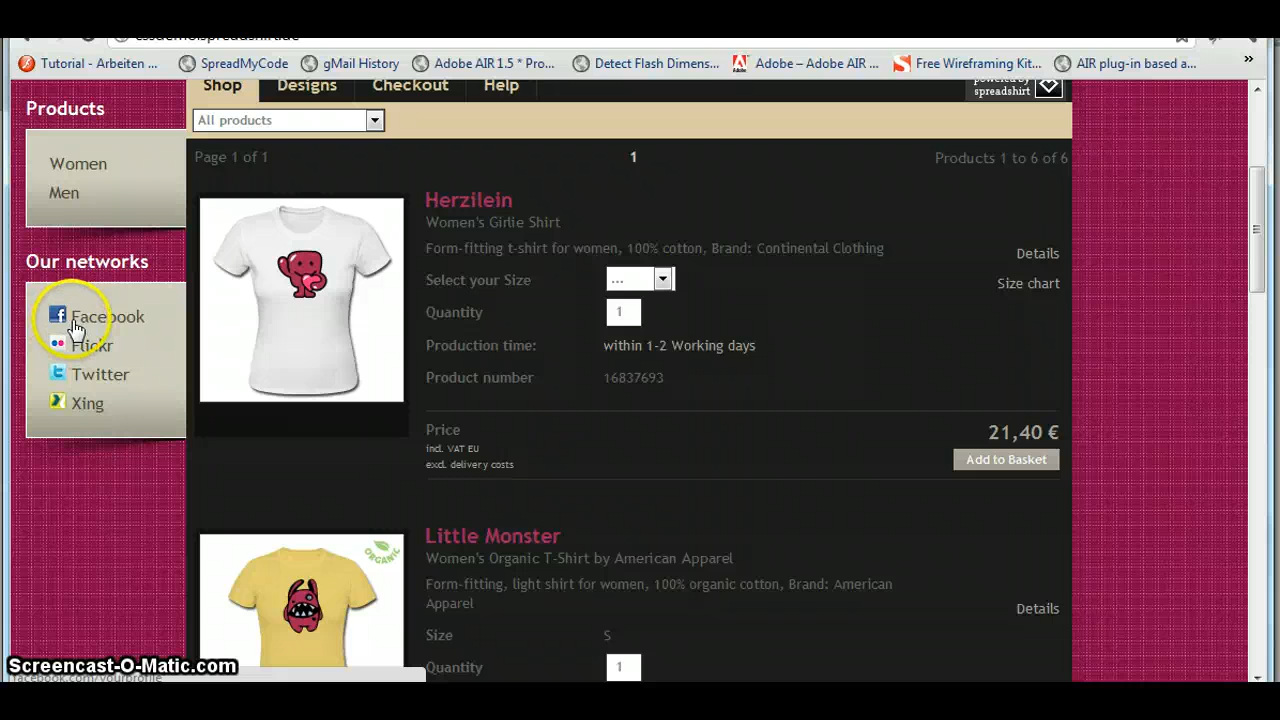 Tutorial - Arbeiten ...
SpreadMyCode
gMail History
Adobe AIR 1.5 * Pro...
Detect Flash Dimens...
Adobe – Adobe AIR ...
Free Wireframing Kit...
AIR plug-in based a...
»
Products
Women
Men
Our networks
Facebook
Flickr
Twitter
Xing
Shop
Designs
Checkout
Help
powered by
spreadshirt
All products
Page 1 of 1
1
Products 1 to 6 of 6
Herzilein
Women's Girlie Shirt
Form-fitting t-shirt for women, 100% cotton, Brand: Continental Clothing
Details
Select your Size
...
Size chart
Quantity
1
Production time:
within 1-2 Working days
Product number
16837693
Price
21,40 €
incl. VAT EU
excl. delivery costs
Add to Basket
ORGANIC
Little Monster
Women's Organic T-Shirt by American Apparel
Form-fitting, light shirt for women, 100% organic cotton, Brand: American
Apparel
Details
Size
S
Quantity
1
Screencast-O-Matic.com
facebook.com/yourprofile